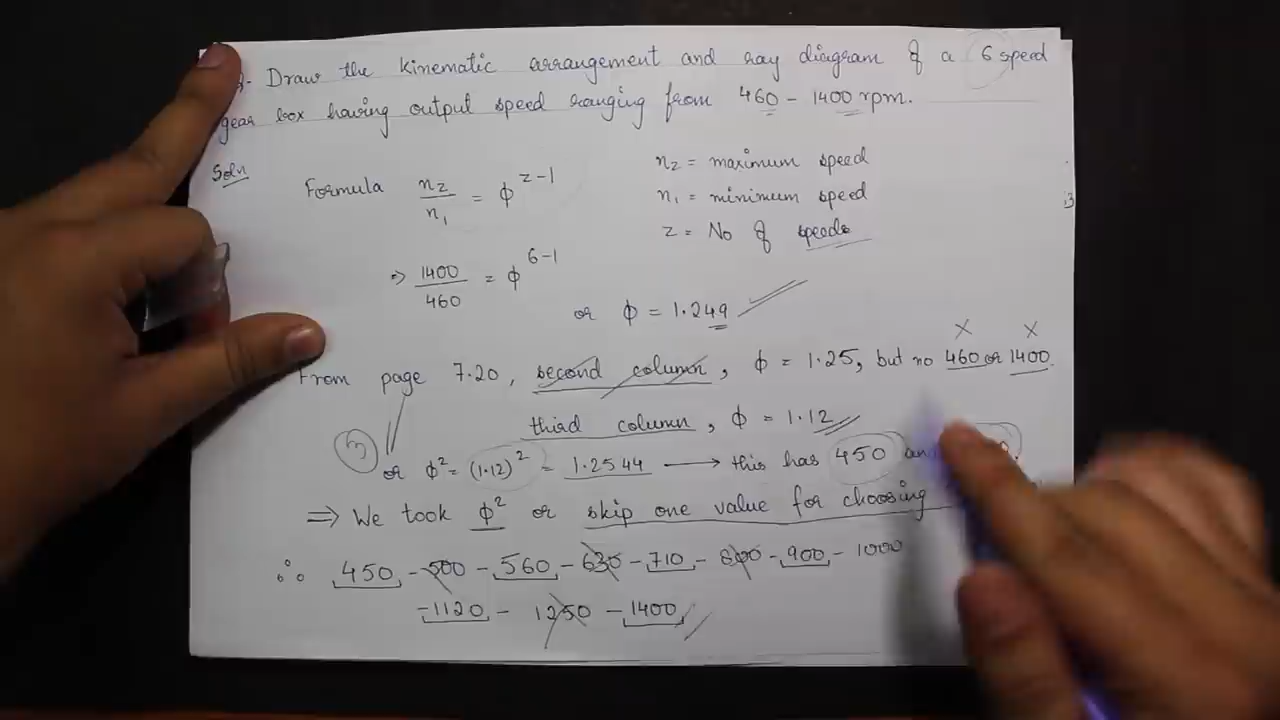 Q. Draw the kinematic arrangement and ray diagram of a 6 speed
gear box having output speed ranging from 460 - 1400 rpm.
Soln
Formula n₂/n₁ = ϕ^(z-1)
n₂ = maximum speed
n₁ = minimum speed
z = No of speeds
⇒ 1400/460 = ϕ^(6-1)
or ϕ = 1.249
From page 7.20, second column, ϕ = 1.25, but no 460 or 1400.
third column, ϕ = 1.12
or ϕ² = (1.12)² = 1.2544 → this has 450
⇒ We took ϕ² or skip one value for choosing
∴ 450 - 500 - 560 - 630 - 710 - 800 - 900 - 1000
- 1120 - 1250 - 1400